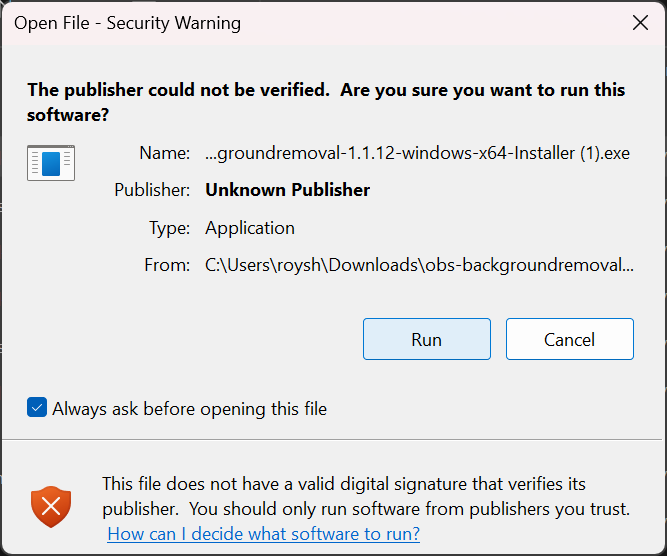 Open File - Security Warning
The publisher could not be verified.  Are you sure you want to run this
software?
Name: ...groundremoval-1.1.12-windows-x64-Installer (1).exe
Publisher: Unknown Publisher
Type: Application
From: C:\Users\roysh\Downloads\obs-backgroundremoval...
Run Cancel
Always ask before opening this file
This file does not have a valid digital signature that verifies its
publisher.  You should only run software from publishers you trust.
How can I decide what software to run?